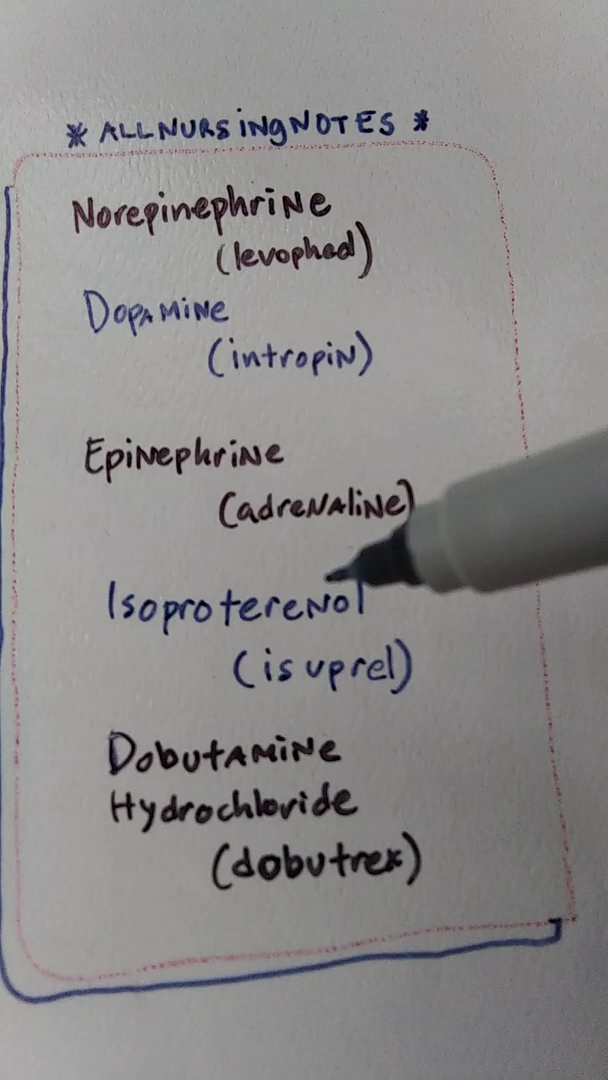 * ALLNURSiNgNOTES *
NorepinephriNe
(levophed)
DopAMiNe
(intropiN)
EpiNephriNe
(adreNAliNe)
IsoprotereNol
(isuprel)
DobutAMiNe
Hydrochloride
(dobutrex)